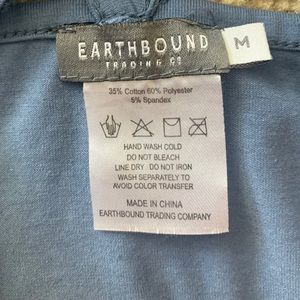 EARTHBOUND
TRADING CO
M
35% Cotton 60% Polyester
5% Spandex
HAND WASH COLD
DO NOT BLEACH
LINE DRY DO NOT IRON
WASH SEPARATELY TO
AVOID COLOR TRANSFER
MADE IN CHINA
EARTHBOUND TRADING COMPANY